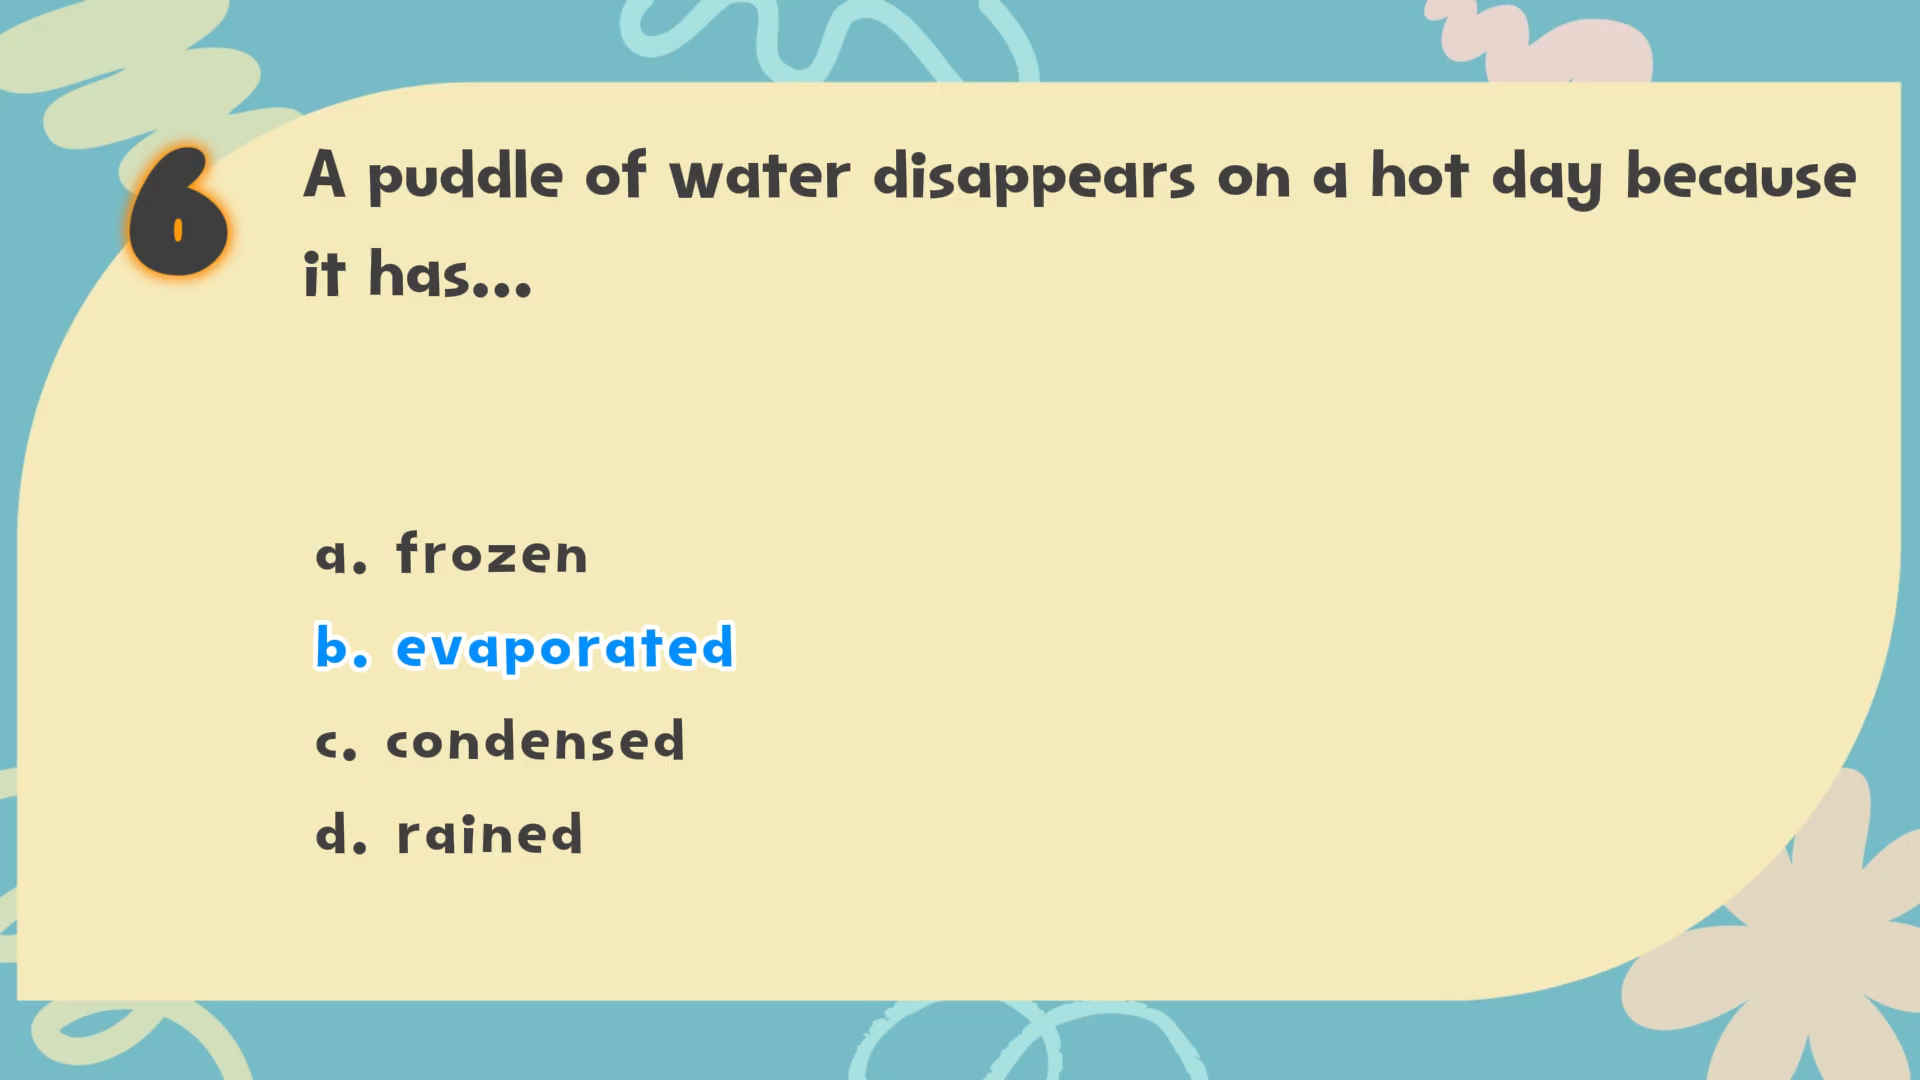 6
A puddle of water disappears on a hot day because
it has...
a. frozen
b. evaporated
c. condensed
d. rained